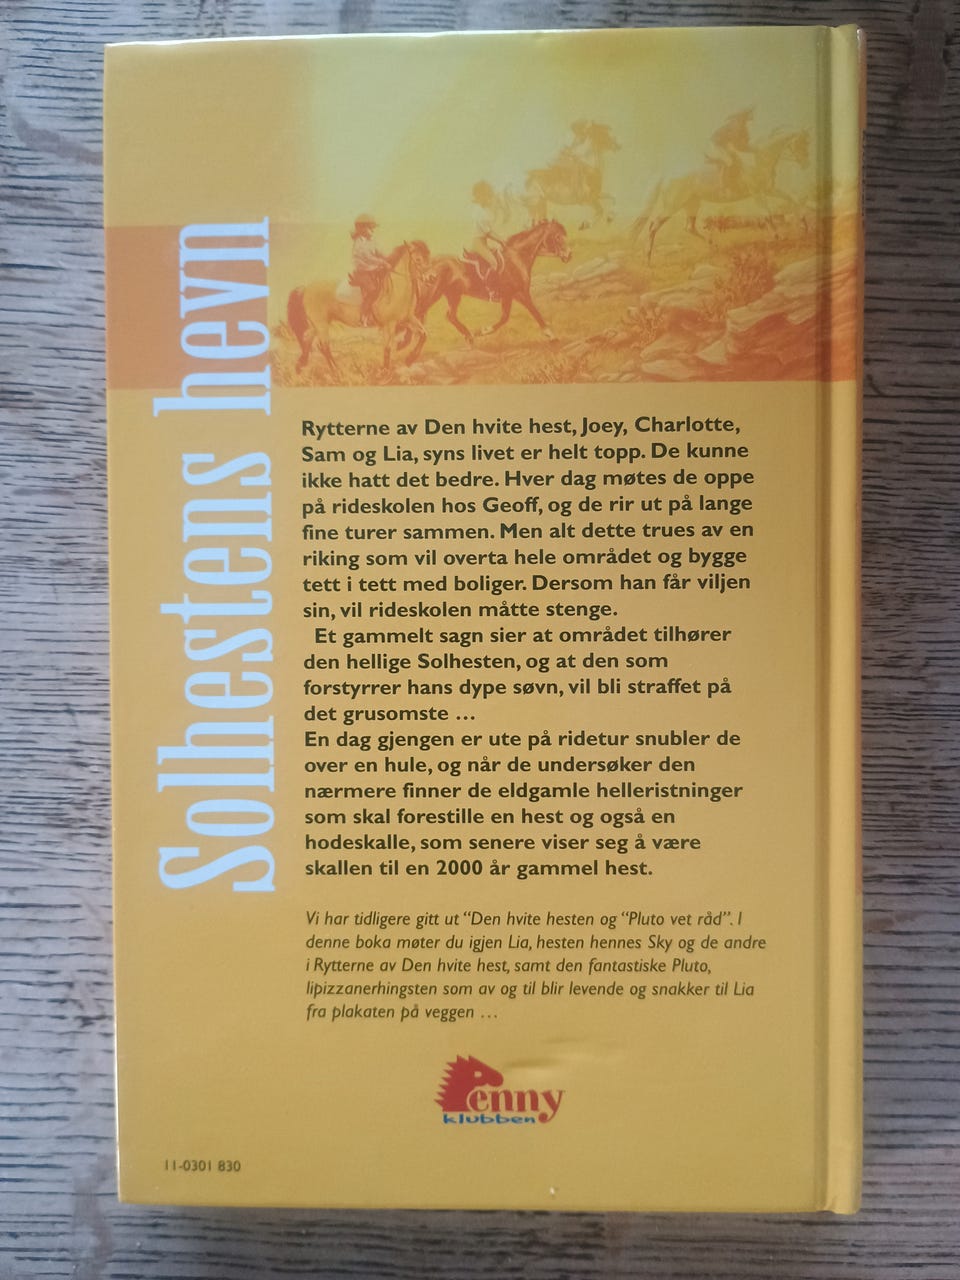 Solhestens hevn
Rytterne av Den hvite hest, Joey, Charlotte,
Sam og Lia, syns livet er helt topp. De kunne
ikke hatt det bedre. Hver dag møtes de oppe
på rideskolen hos Geoff, og de rir ut på lange
fine turer sammen. Men alt dette trues av en
riking som vil overta hele området og bygge
tett i tett med boliger. Dersom han får viljen
sin, vil rideskolen måtte stenge.
Et gammelt sagn sier at området tilhører
den hellige Solhesten, og at den som
forstyrrer hans dype søvn, vil bli straffet på
det grusomste ...
En dag gjengen er ute på ridetur snubler de
over en hule, og når de undersøker den
nærmere finner de eldgamle helleristninger
som skal forestille en hest og også en
hodeskalle, som senere viser seg å være
skallen til en 2000 år gammel hest.
Vi har tidligere gitt ut "Den hvite hesten og "Pluto vet råd". I
denne boka møter du igjen Lia, hesten hennes Sky og de andre
i Rytterne av Den hvite hest, samt den fantastiske Pluto,
lipizzanerhingsten som av og til blir levende og snakker til Lia
fra plakaten på veggen ...
Penny
klubben
11-0301 830